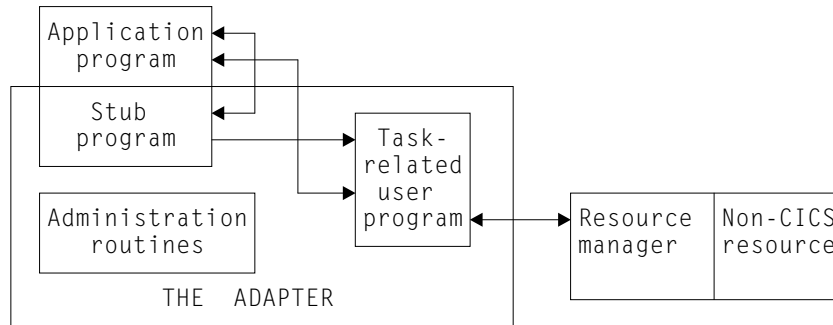 Application
program
Stub
program
Task-
related
user
program
Administration
routines
Resource
manager
Non-CICS
resource
THE ADAPTER